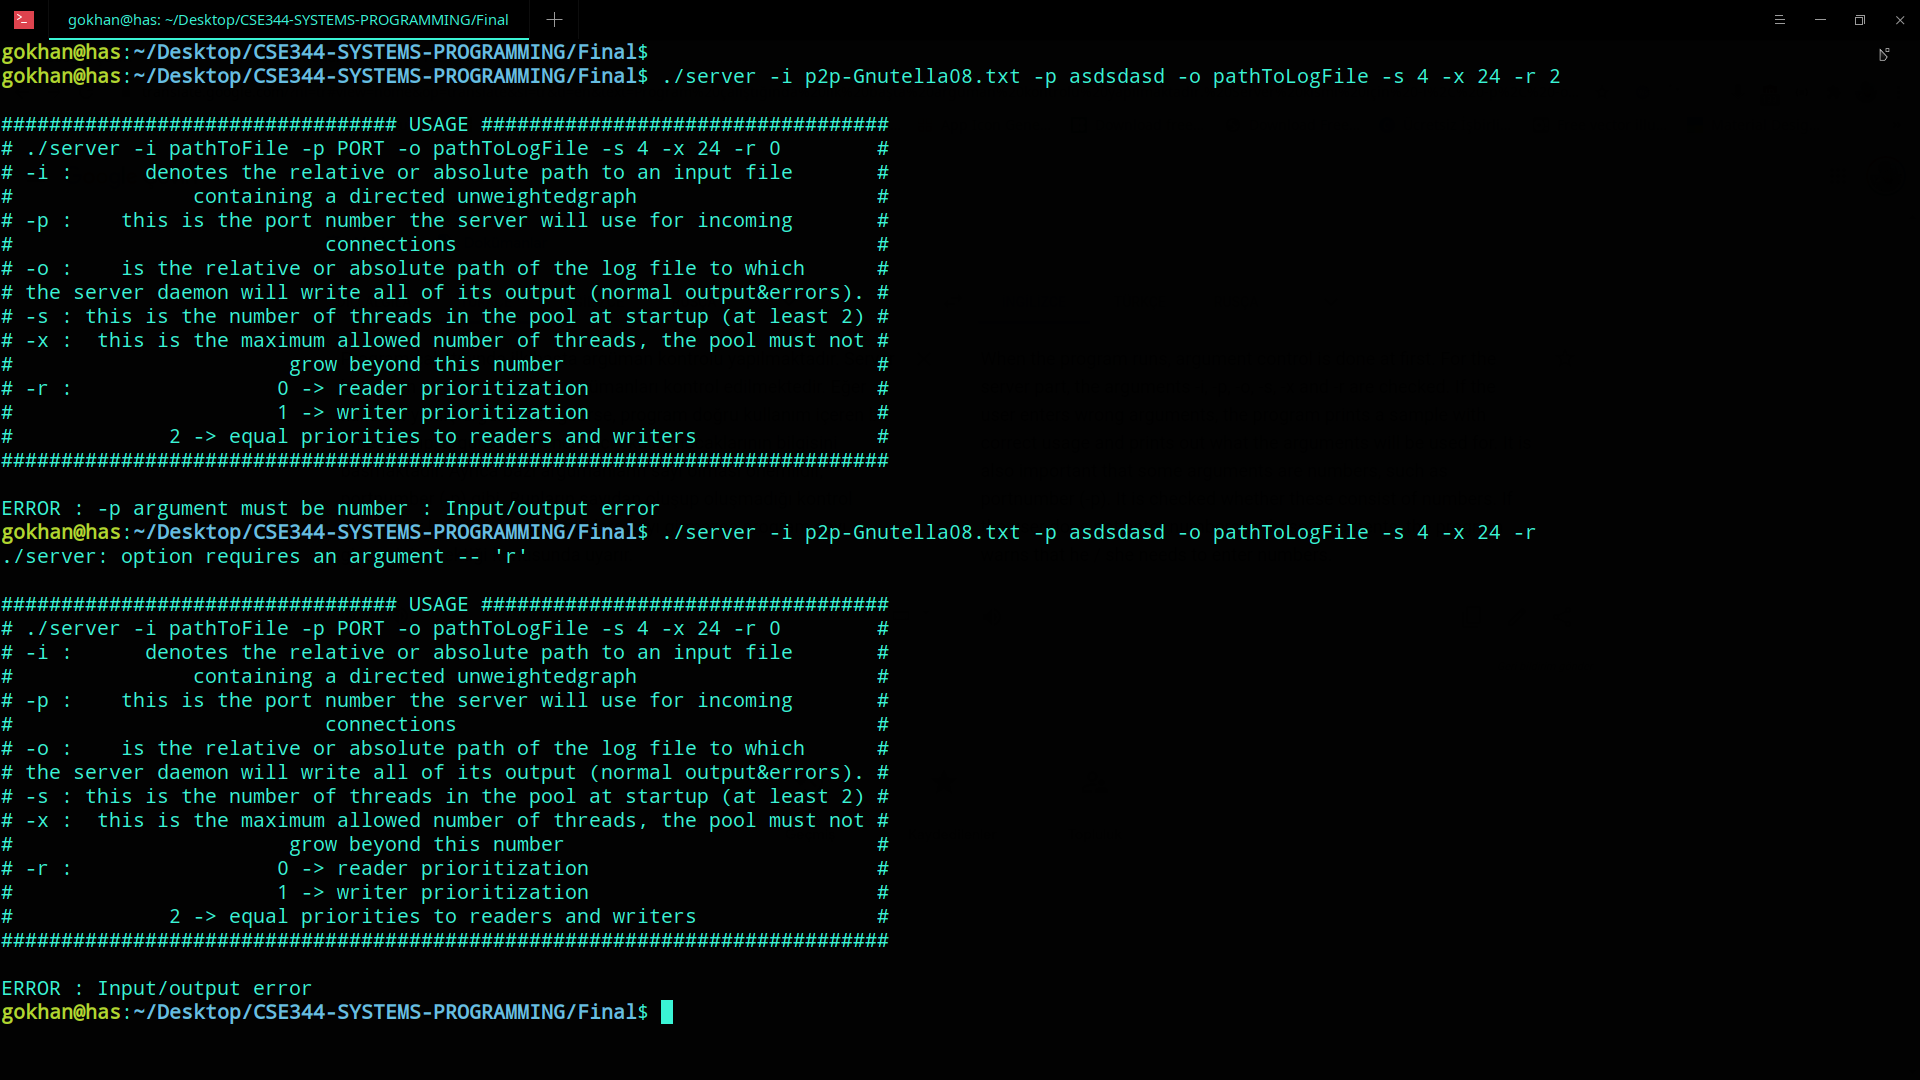 gokhan@has: ~/Desktop/CSE344-SYSTEMS-PROGRAMMING/Final
gokhan@has:~/Desktop/CSE344-SYSTEMS-PROGRAMMING/Final$
gokhan@has:~/Desktop/CSE344-SYSTEMS-PROGRAMMING/Final$ ./server -i p2p-Gnutella08.txt -p asdsdasd -o pathToLogFile -s 4 -x 24 -r 2
################################# USAGE ##################################
# ./server -i pathToFile -p PORT -o pathToLogFile -s 4 -x 24 -r 0        #
# -i :      denotes the relative or absolute path to an input file       #
#               containing a directed unweightedgraph                    #
# -p :    this is the port number the server will use for incoming       #
#                          connections                                   #
# -o :    is the relative or absolute path of the log file to which      #
# the server daemon will write all of its output (normal output&errors). #
# -s : this is the number of threads in the pool at startup (at least 2) #
# -x :  this is the maximum allowed number of threads, the pool must not #
#                       grow beyond this number                          #
# -r :                 0 -> reader prioritization                        #
#                      1 -> writer prioritization                        #
#             2 -> equal priorities to readers and writers               #
##########################################################################
ERROR : -p argument must be number : Input/output error
gokhan@has:~/Desktop/CSE344-SYSTEMS-PROGRAMMING/Final$ ./server -i p2p-Gnutella08.txt -p asdsdasd -o pathToLogFile -s 4 -x 24 -r
./server: option requires an argument -- 'r'
################################# USAGE ##################################
# ./server -i pathToFile -p PORT -o pathToLogFile -s 4 -x 24 -r 0        #
# -i :      denotes the relative or absolute path to an input file       #
#               containing a directed unweightedgraph                    #
# -p :    this is the port number the server will use for incoming       #
#                          connections                                   #
# -o :    is the relative or absolute path of the log file to which      #
# the server daemon will write all of its output (normal output&errors). #
# -s : this is the number of threads in the pool at startup (at least 2) #
# -x :  this is the maximum allowed number of threads, the pool must not #
#                       grow beyond this number                          #
# -r :                 0 -> reader prioritization                        #
#                      1 -> writer prioritization                        #
#             2 -> equal priorities to readers and writers               #
##########################################################################
ERROR : Input/output error
gokhan@has:~/Desktop/CSE344-SYSTEMS-PROGRAMMING/Final$